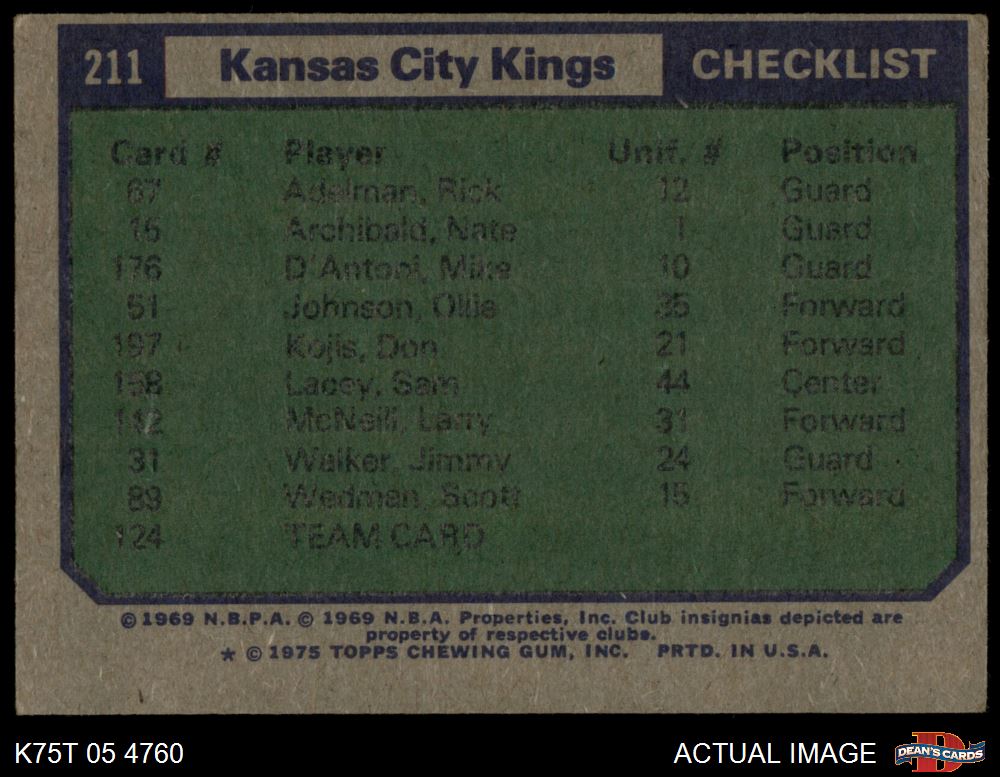 211 Kansas City Kings CHECKLIST
Card # Player Unif. # Position
67 Adelman, Rick 12 Guard
15 Archibald, Nate 1 Guard
176 D'Antoni, Mike 10 Guard
51 Johnson, Ollie 35 Forward
197 Kojis, Don 21 Forward
158 Lacey, Sam 44 Center
142 McNeill, Larry 31 Forward
31 Walker, Jimmy 24 Guard
89 Wedman, Scott 15 Forward
124 TEAM CARD
© 1969 N.B.P.A. © 1969 N.B.A. Properties, Inc. Club insignias depicted are
property of respective clubs.
* © 1975 TOPPS CHEWING GUM, INC. PRTD. IN U.S.A.
K75T 05 4760 ACTUAL IMAGE D DEAN'S CARDS